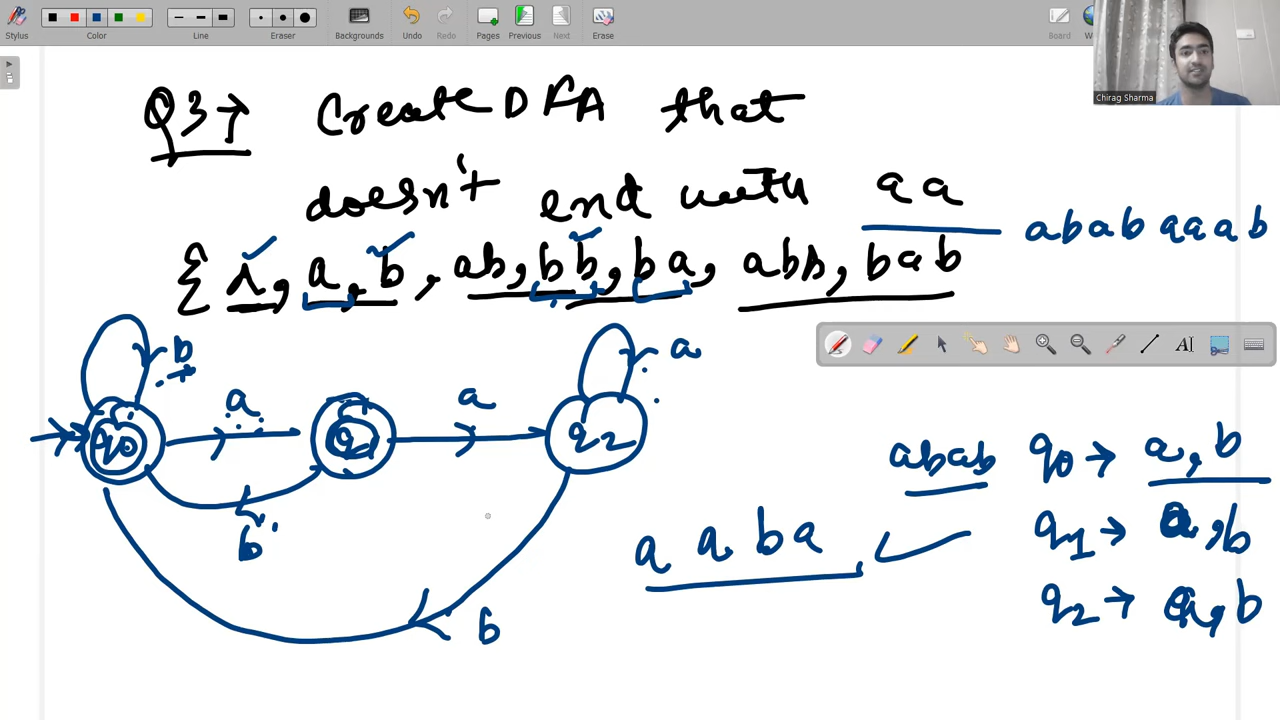 Stylus
Color
Line
Eraser
Backgrounds
Undo
Redo
Pages
Previous
Next
Erase
Board
Chirag Sharma
Q3→ Create DFA that
doesn't end with aa
ababaaab
{ λ, a, b, ab, bb, ba, abb, bab
b
a
a
a
q0
q1
q2
b
b
abab
q0 → a, b
aaba
q1 → a, b
q2 → a, b